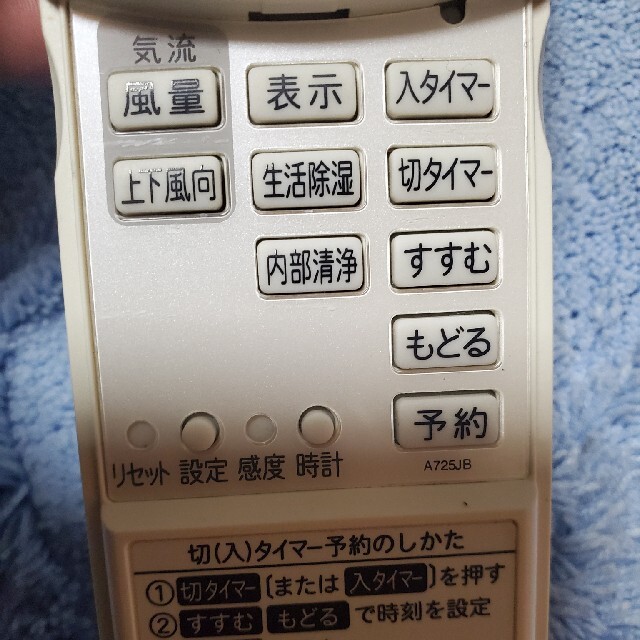 気流
風量 表示 入タイマー
上下風向 生活除湿 切タイマー
内部清浄 すすむ
もどる
予約
リセット 設定 感度 時計
A725JB
切(入)タイマー予約のしかた
① 切タイマー [または 入タイマー]を押す
② すすむ もどる で時刻を設定